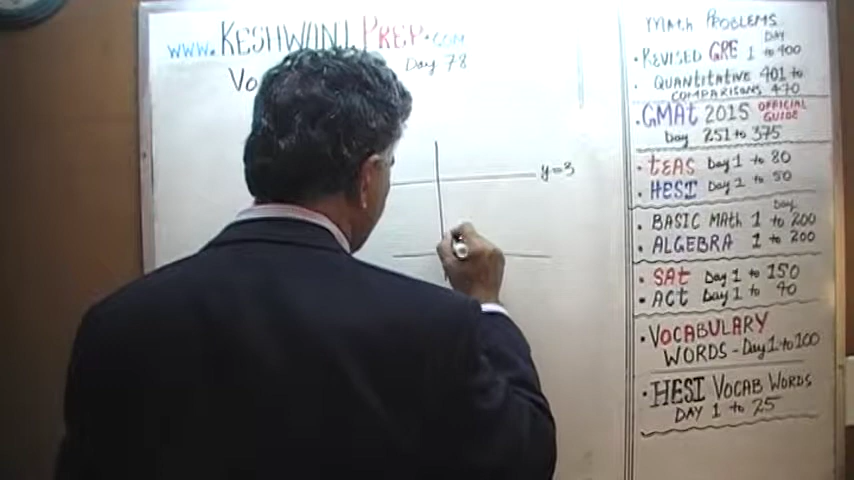 www.KESHWANI PREP.COM
Day 78
y=3
MATH PROBLEMS
DAY
• REVISED GRE 1 to 400
• QUANTITATIVE 401 to
COMPARISONS 470
• GMAt 2015 OFFICIAL GUIDE
Day 251 to 375
• tEAS Day 1 to 80
• HESI Day 1 to 50
Day
• BASIC MAth 1 to 200
• ALGEBRA 1 to 200
• SAt Day 1 to 150
• ACt Day 1 to 40
• VOCABULARY
WORDS - Day 1 to 100
• HESI VOCAB WORDS
DAY 1 to 25